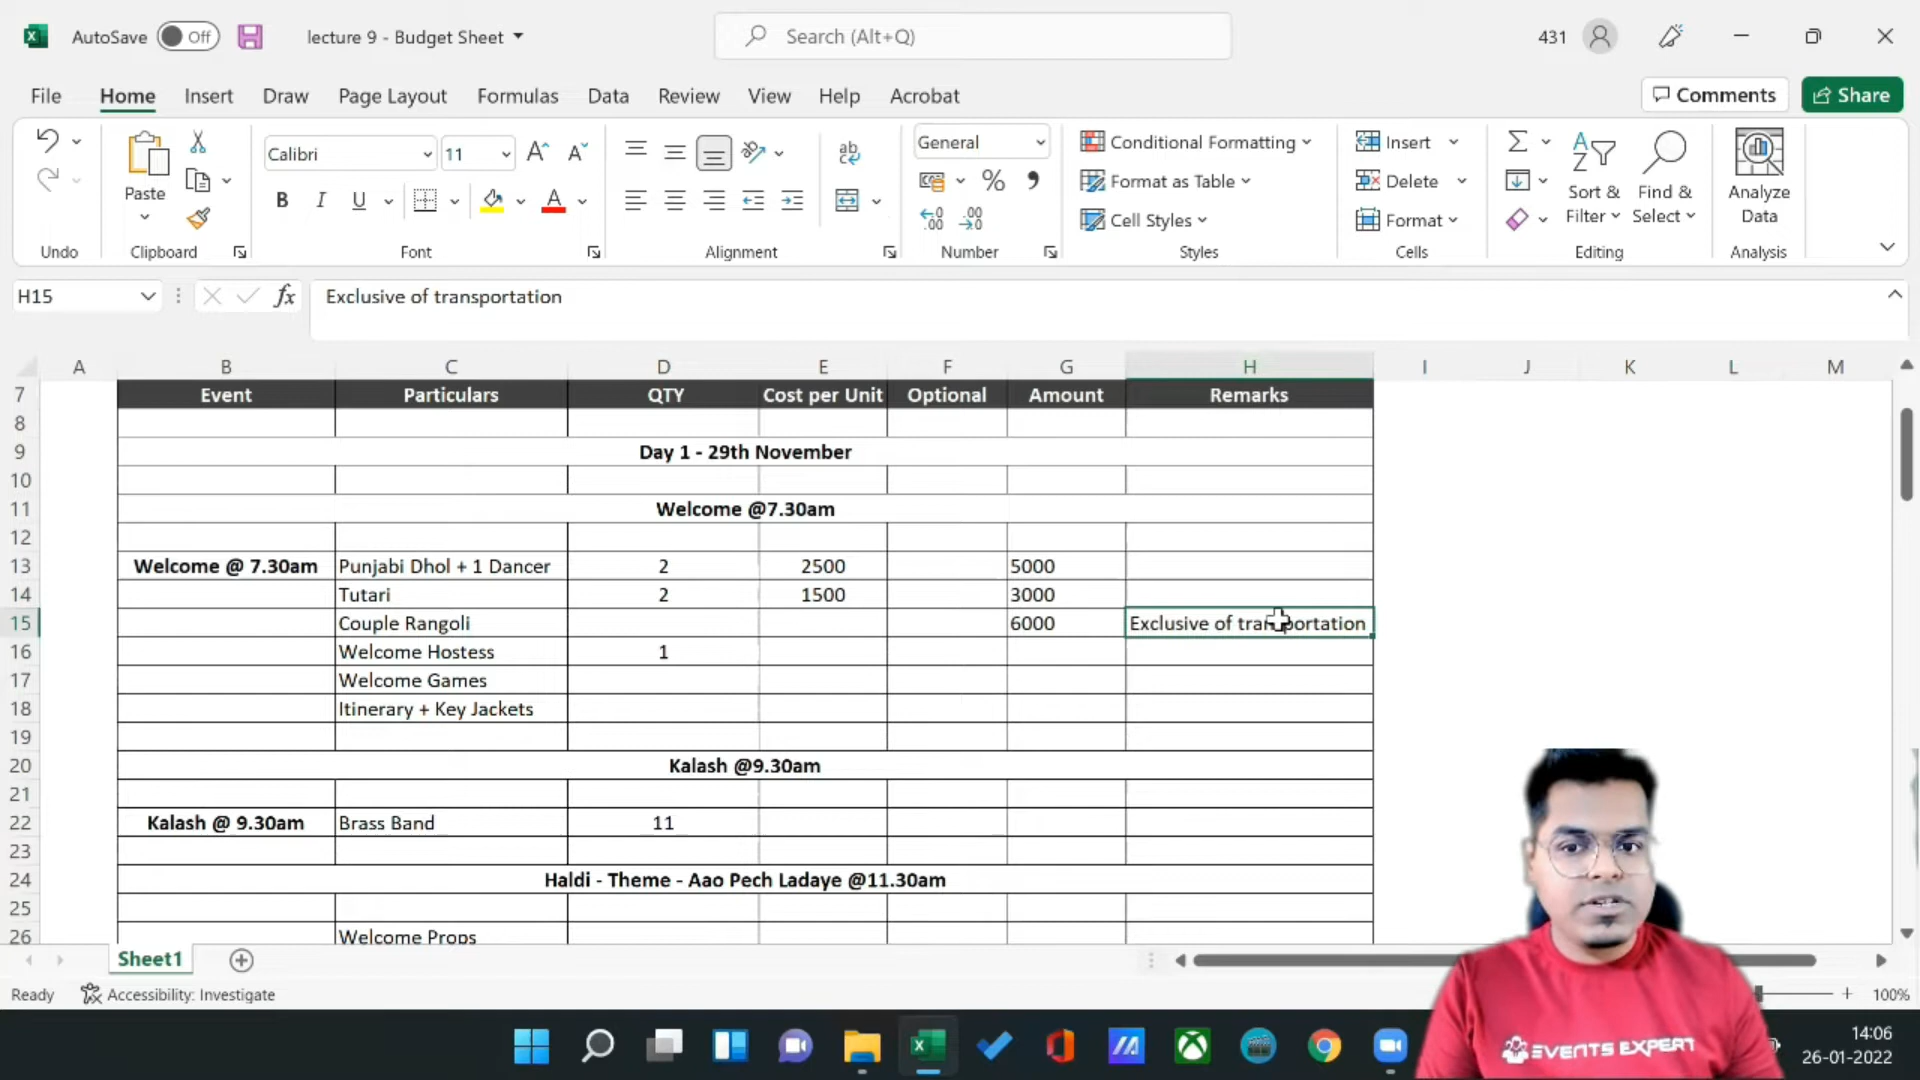 AutoSave Off lecture 9 - Budget Sheet Search (Alt+Q) 431
File Home Insert Draw Page Layout Formulas Data Review View Help Acrobat Comments Share
Calibri 11 General Conditional Formatting Insert
Paste Format as Table Delete Sort & Filter Find & Select Analyze Data
B I U A Cell Styles Format
Undo Clipboard Font Alignment Number Styles Cells Editing Analysis
H15 fx Exclusive of transportation
A B C D E F G H I J K L M
7 Event Particulars QTY Cost per Unit Optional Amount Remarks
8
9 Day 1 - 29th November
10
11 Welcome @7.30am
12
13 Welcome @ 7.30am Punjabi Dhol + 1 Dancer 2 2500 5000
14 Tutari 2 1500 3000
15 Couple Rangoli 6000 Exclusive of transportation
16 Welcome Hostess 1
17 Welcome Games
18 Itinerary + Key Jackets
19
20 Kalash @9.30am
21
22 Kalash @ 9.30am Brass Band 11
23
24 Haldi - Theme - Aao Pech Ladaye @11.30am
25
26 Welcome Props
Sheet1
Ready Accessibility: Investigate 100%
EVENTS EXPERT
14:06
26-01-2022